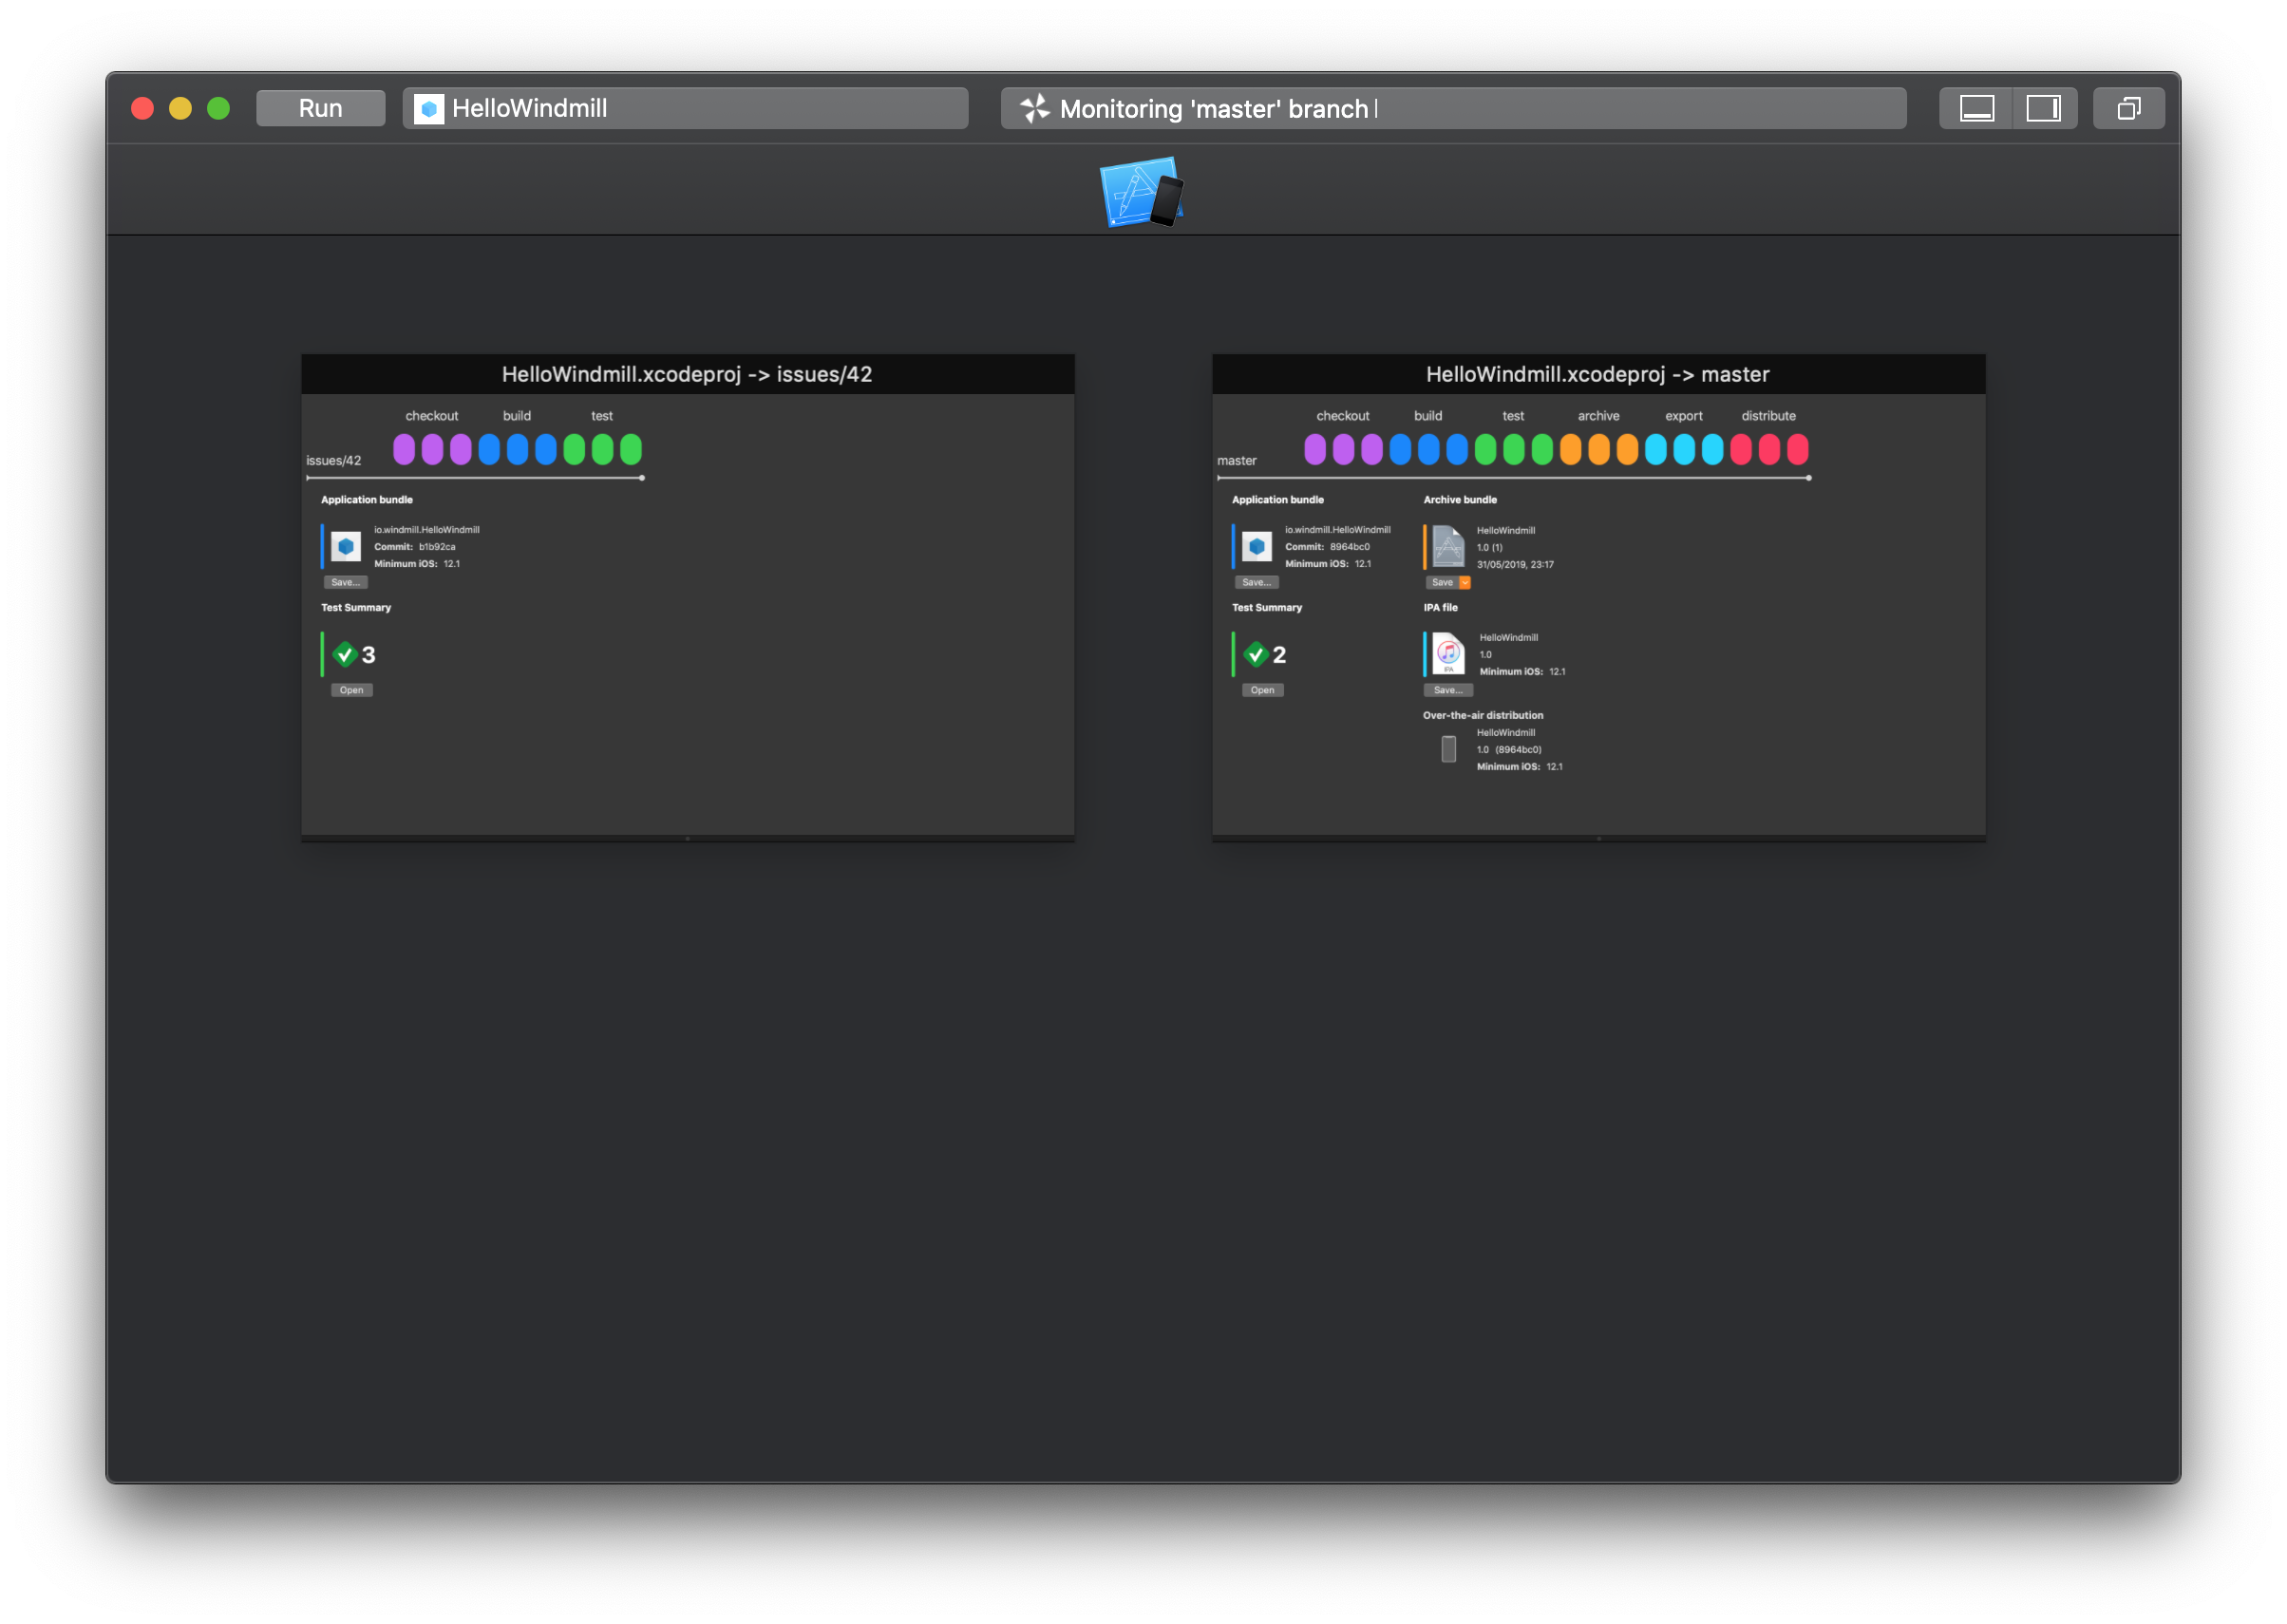 Run
HelloWindmill
Monitoring 'master' branch |
HelloWindmill.xcodeproj -> issues/42
checkout build test
issues/42
Application bundle
io.windmill.HelloWindmill
Commit: b1b92ca
Minimum iOS: 12.1
Save...
Test Summary
3
Open
HelloWindmill.xcodeproj -> master
checkout build test archive export distribute
master
Application bundle
io.windmill.HelloWindmill
Commit: 8964bc0
Minimum iOS: 12.1
Save...
Test Summary
2
Open
Archive bundle
HelloWindmill
1.0 (1)
31/05/2019, 23:17
Save
IPA file
IPA
HelloWindmill
1.0
Minimum iOS: 12.1
Save...
Over-the-air distribution
HelloWindmill
1.0 (8964bc0)
Minimum iOS: 12.1